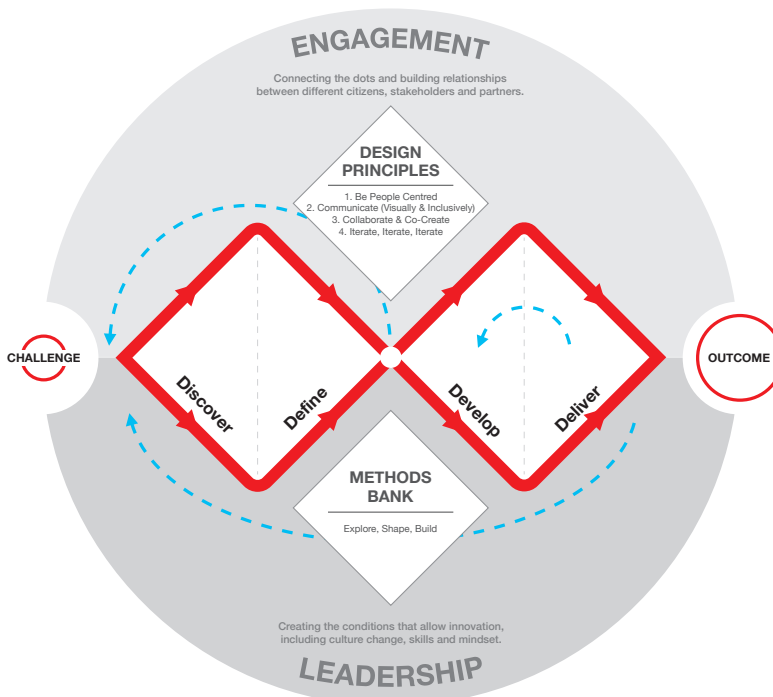 ENGAGEMENT
Connecting the dots and building relationships
between different citizens, stakeholders and partners.
DESIGN
PRINCIPLES
1. Be People Centred
2. Communicate (Visually & Inclusively)
3. Collaborate & Co-Create
4. Iterate, Iterate, Iterate
CHALLENGE
OUTCOME
Discover
Define
Develop
Deliver
METHODS
BANK
Explore, Shape, Build
Creating the conditions that allow innovation,
including culture change, skills and mindset.
LEADERSHIP